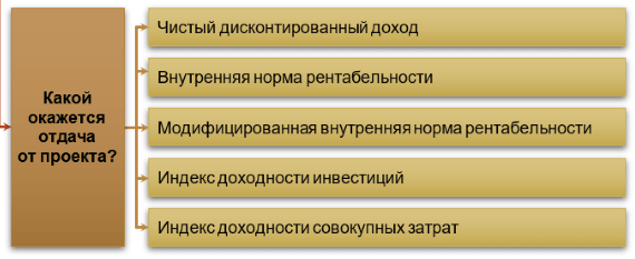 Какой
окажется
отдача
от проекта?
Чистый дисконтированный доход
Внутренняя норма рентабельности
Модифицированная внутренняя норма рентабельности
Индекс доходности инвестиций
Индекс доходности совокупных затрат